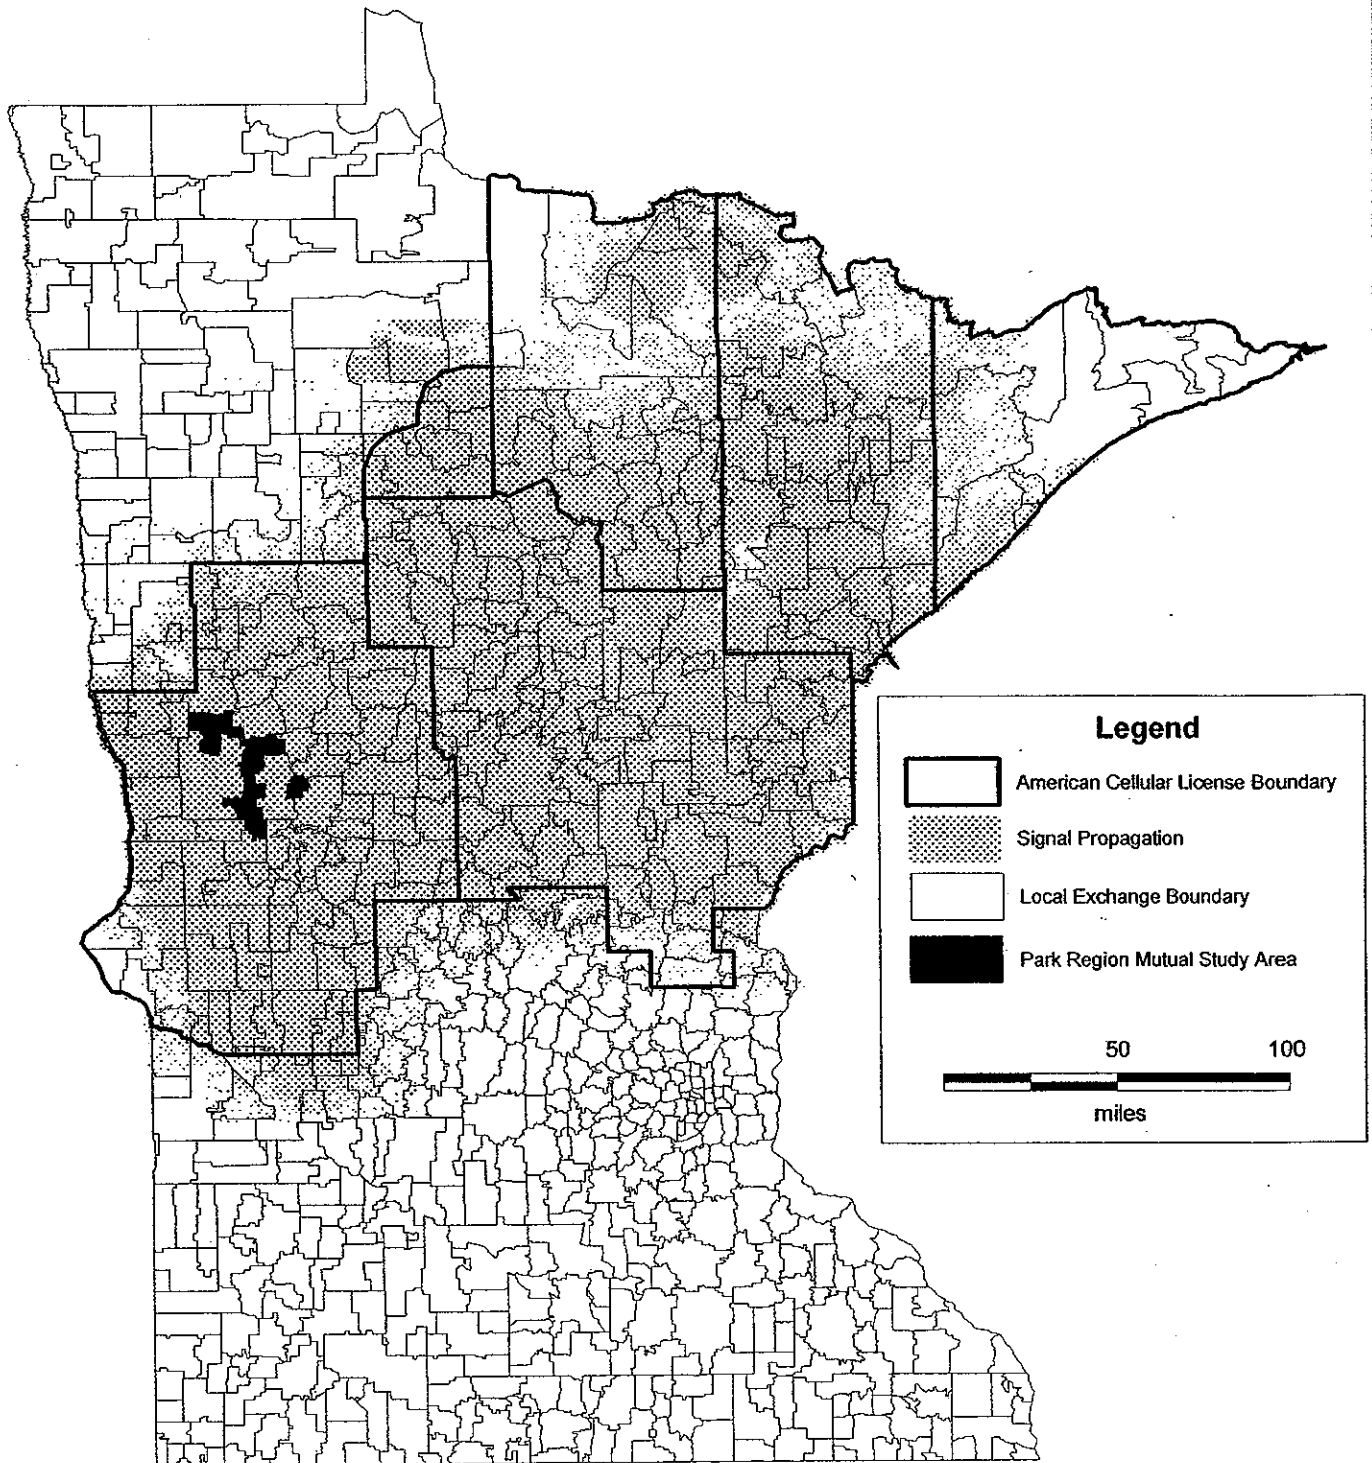 Legend
American Cellular License Boundary
Signal Propagation
Local Exchange Boundary
Park Region Mutual Study Area
50 100
miles